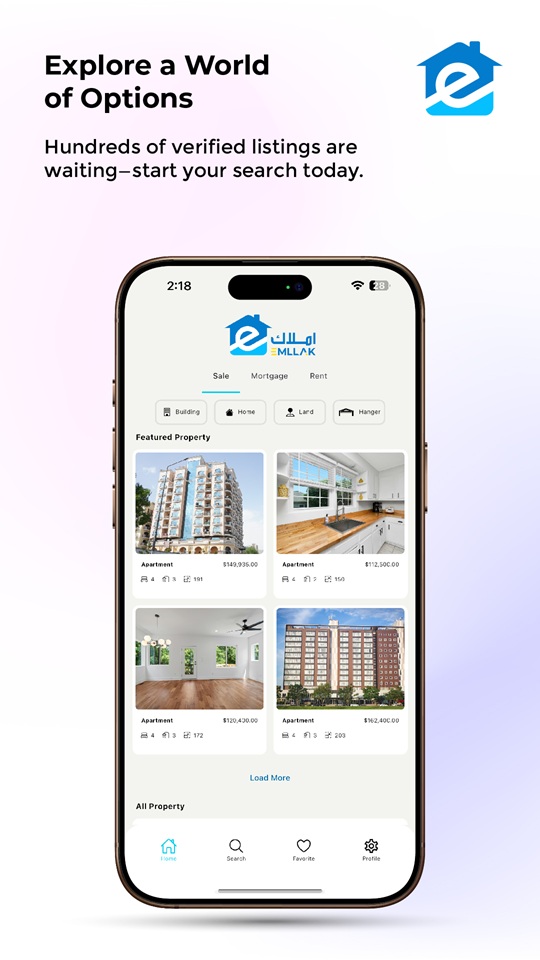 Explore a World
of Options
Hundreds of verified listings are
waiting—start your search today.
2:18
28
املاك
EMLLAK
Sale Mortgage Rent
Building Home Land Hanger
Featured Property
Apartment $149,935.00
4 3 191
Apartment $112,500.00
4 2 150
Apartment $120,400.00
4 3 172
Apartment $162,400.00
4 3 203
Load More
All Property
Home Search Favorite Profile